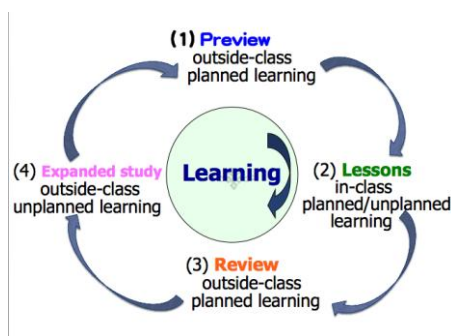 (1) Preview
outside-class
planned learning
(2) Lessons
in-class
planned/unplanned
learning
(3) Review
outside-class
planned learning
(4) Expanded study
outside-class
unplanned learning
Learning